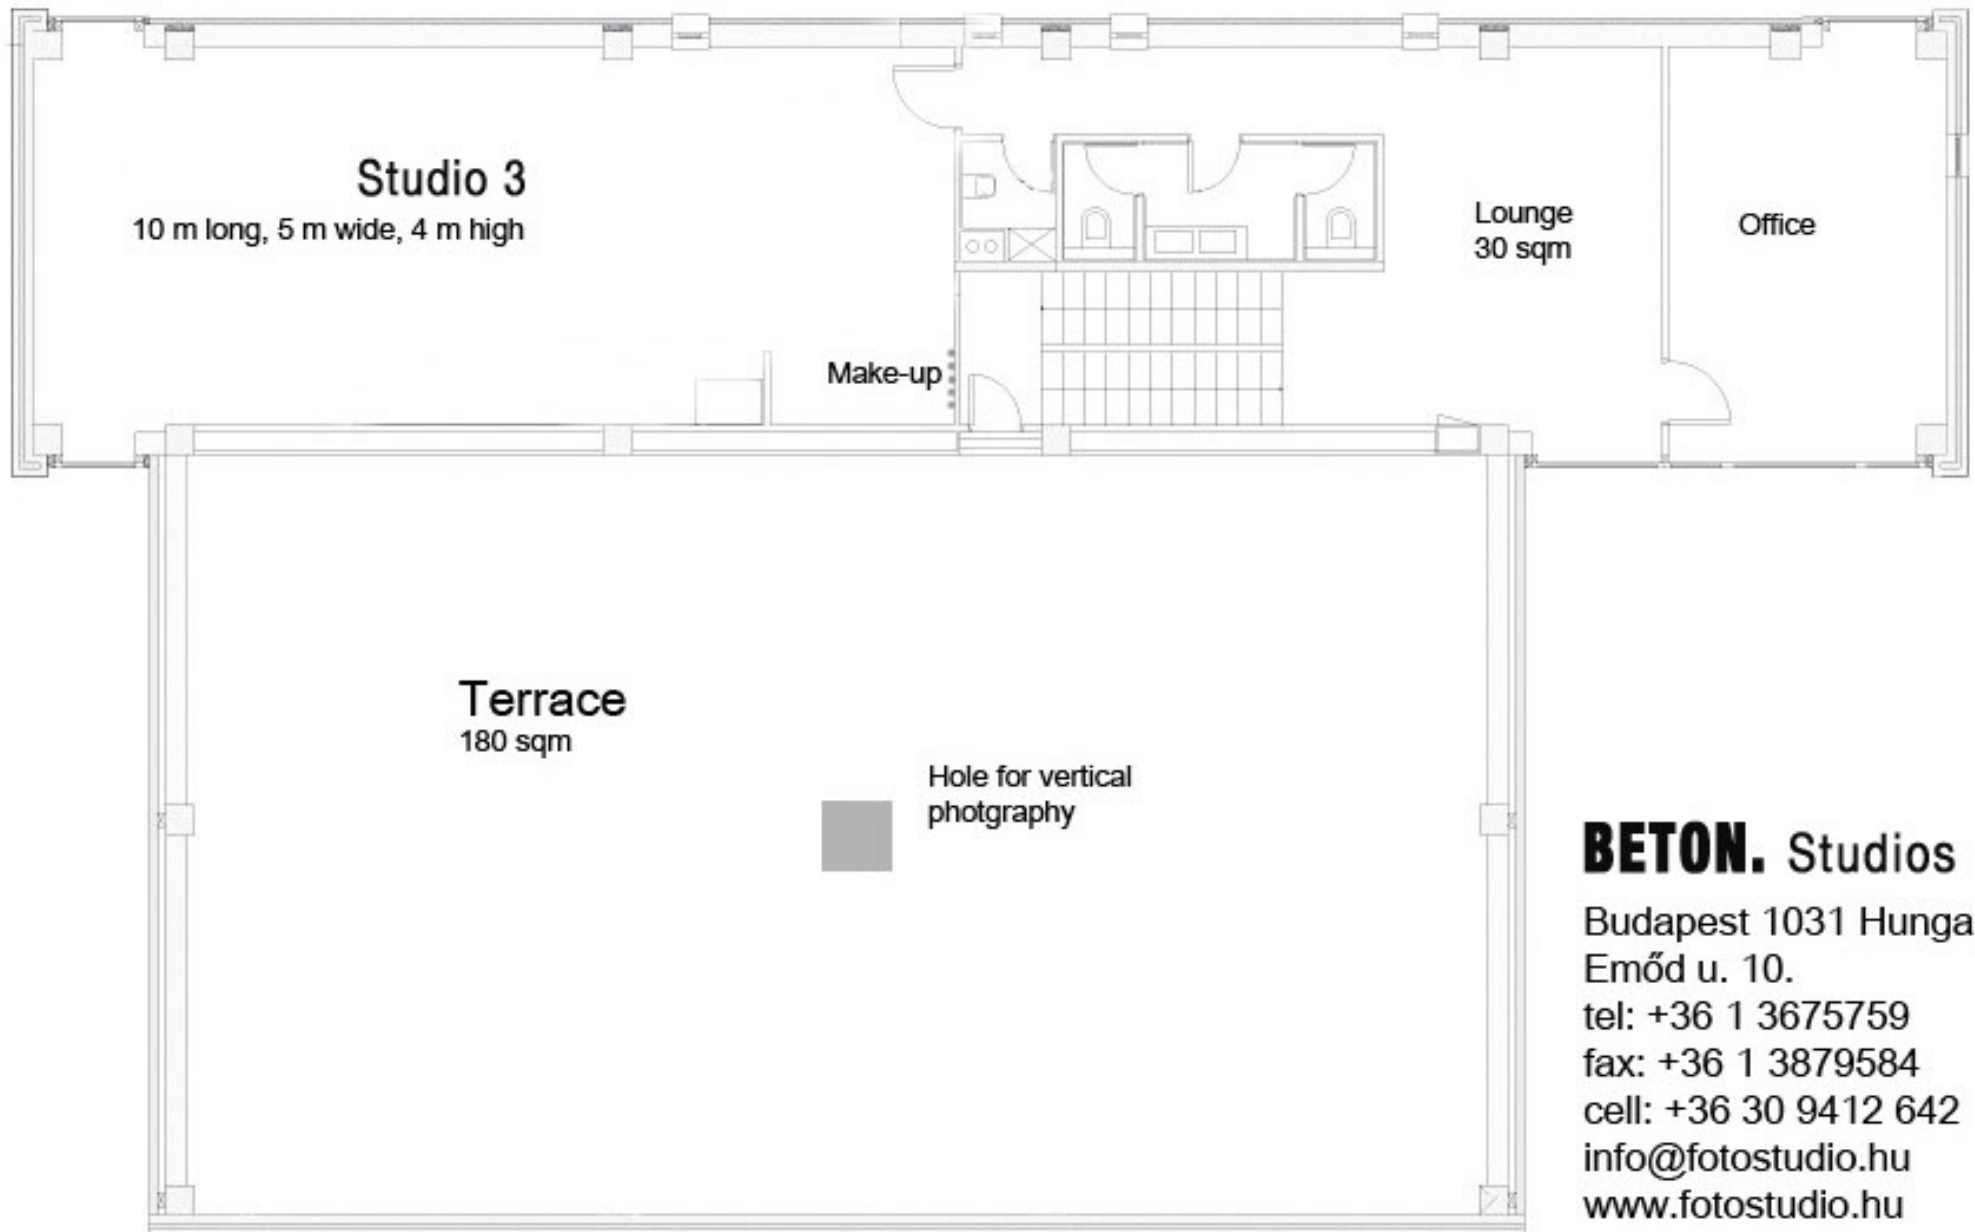 Studio 3
10 m long, 5 m wide, 4 m high
Lounge
30 sqm
Office
Make-up
Terrace
180 sqm
Hole for vertical
photgraphy
BETON. Studios
Budapest 1031 Hunga
Emőd u. 10.
tel: +36 1 3675759
fax: +36 1 3879584
cell: +36 30 9412 642
info@fotostudio.hu
www.fotostudio.hu